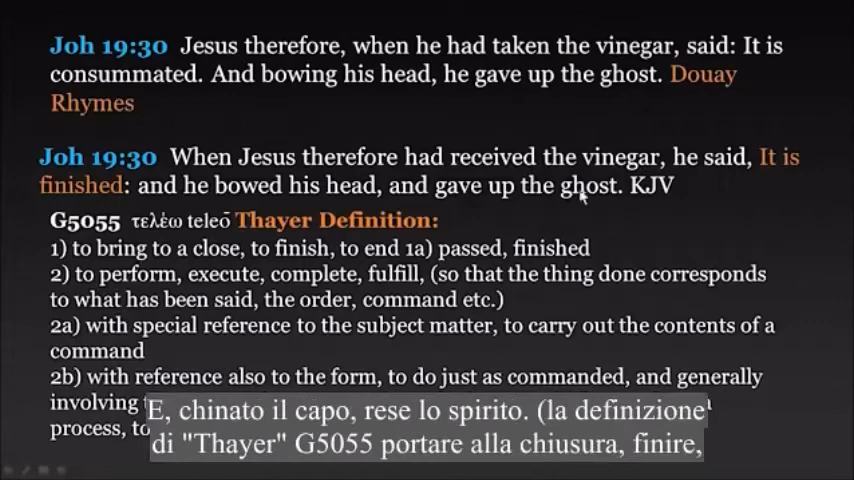 Joh 19:30 Jesus therefore, when he had taken the vinegar, said: It is
consummated. And bowing his head, he gave up the ghost. Douay
Rhymes
Joh 19:30 When Jesus therefore had received the vinegar, he said, It is
finished: and he bowed his head, and gave up the ghost. KJV
G5055 τελέω teleō Thayer Definition:
1) to bring to a close, to finish, to end 1a) passed, finished
2) to perform, execute, complete, fulfill, (so that the thing done corresponds
to what has been said, the order, command etc.)
2a) with special reference to the subject matter, to carry out the contents of a
command
2b) with reference also to the form, to do just as commanded, and generally
involving
process, to
E, chinato il capo, rese lo spirito. (la definizione
di "Thayer" G5055 portare alla chiusura, finire,